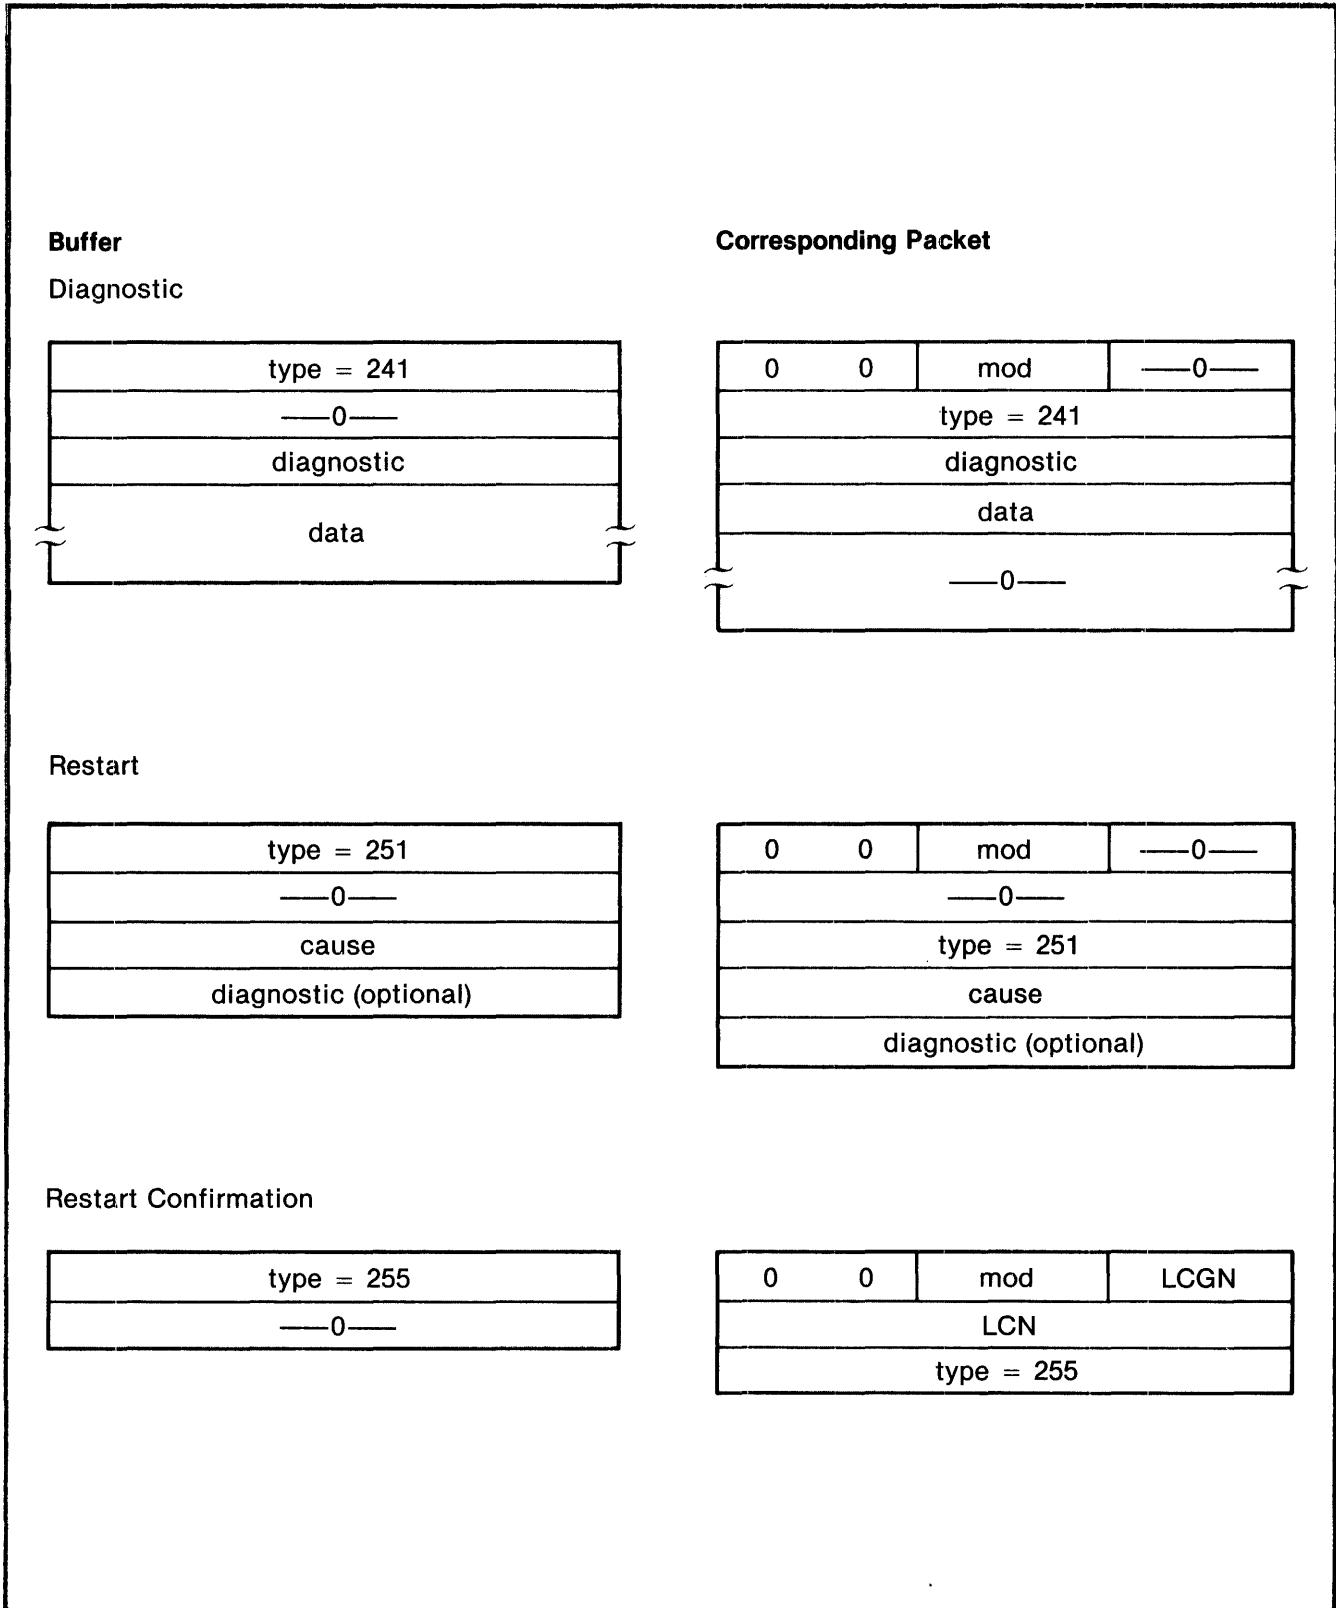 Buffer
Corresponding Packet
Diagnostic
type = 241
——0——
diagnostic
data
0 0 mod ——0——
type = 241
diagnostic
data
——0——
Restart
type = 251
——0——
cause
diagnostic (optional)
0 0 mod ——0——
——0——
type = 251
cause
diagnostic (optional)
Restart Confirmation
type = 255
——0——
0 0 mod LCGN
LCN
type = 255